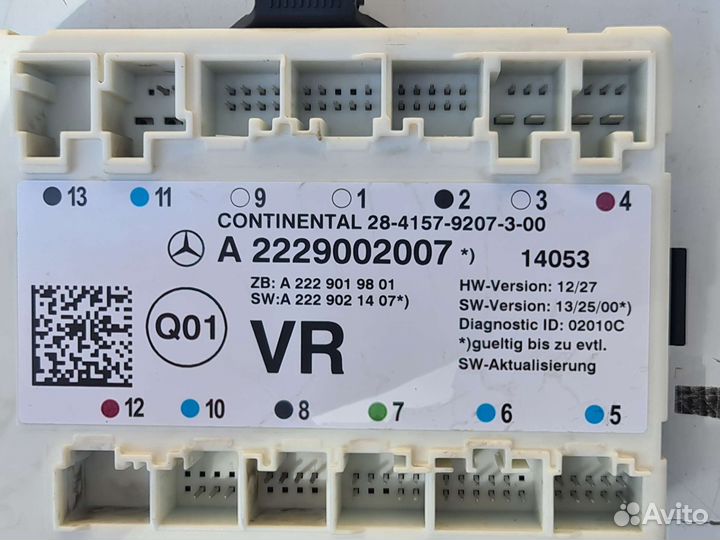 13 11 9 1 2 3 4
CONTINENTAL 28-4157-9207-3-00
A 2229002007 *) 14053
ZB: A 222 901 98 01
SW:A 222 902 14 07*)
HW-Version: 12/27
SW-Version: 13/25/00*)
Diagnostic ID: 02010C
*)gueltig bis zu evtl.
SW-Aktualisierung
Q01
VR
12 10 8 7 6 5
Avito